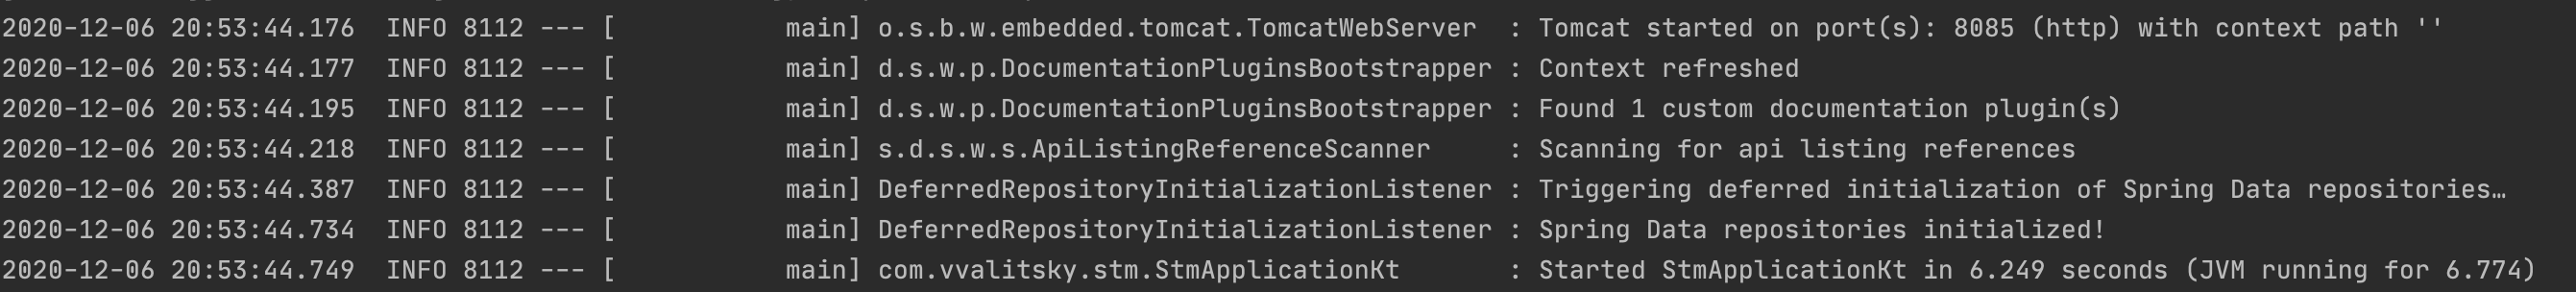 2020-12-06 20:53:44.176  INFO 8112 --- [           main] o.s.b.w.embedded.tomcat.TomcatWebServer  : Tomcat started on port(s): 8085 (http) with context path ''
2020-12-06 20:53:44.177  INFO 8112 --- [           main] d.s.w.p.DocumentationPluginsBootstrapper : Context refreshed
2020-12-06 20:53:44.195  INFO 8112 --- [           main] d.s.w.p.DocumentationPluginsBootstrapper : Found 1 custom documentation plugin(s)
2020-12-06 20:53:44.218  INFO 8112 --- [           main] s.d.s.w.s.ApiListingReferenceScanner     : Scanning for api listing references
2020-12-06 20:53:44.387  INFO 8112 --- [           main] DeferredRepositoryInitializationListener : Triggering deferred initialization of Spring Data repositories…
2020-12-06 20:53:44.734  INFO 8112 --- [           main] DeferredRepositoryInitializationListener : Spring Data repositories initialized!
2020-12-06 20:53:44.749  INFO 8112 --- [           main] com.vvalitsky.stm.StmApplicationKt       : Started StmApplicationKt in 6.249 seconds (JVM running for 6.774)